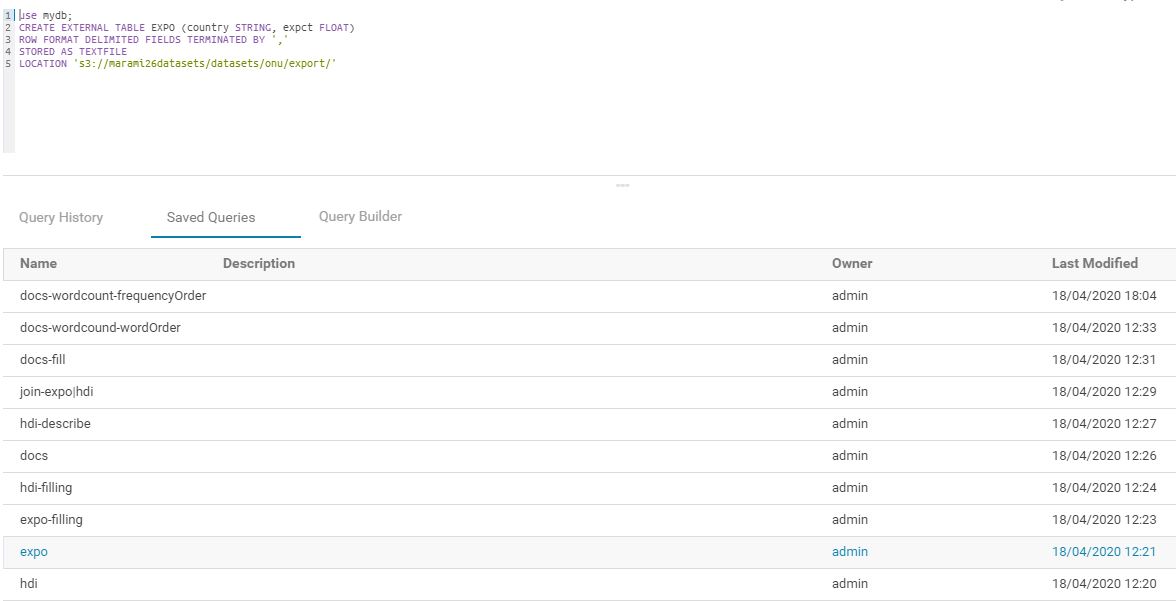 1 use mydb;
2 CREATE EXTERNAL TABLE EXPO (country STRING, expct FLOAT)
3 ROW FORMAT DELIMITED FIELDS TERMINATED BY ','
4 STORED AS TEXTFILE
5 LOCATION 's3://marami26datasets/datasets/onu/export/'
Query History Saved Queries Query Builder
Name Description Owner Last Modified
docs-wordcount-frequencyOrder admin 18/04/2020 18:04
docs-wordcound-wordOrder admin 18/04/2020 12:33
docs-fill admin 18/04/2020 12:31
join-expo|hdi admin 18/04/2020 12:29
hdi-describe admin 18/04/2020 12:27
docs admin 18/04/2020 12:26
hdi-filling admin 18/04/2020 12:24
expo-filling admin 18/04/2020 12:23
expo admin 18/04/2020 12:21
hdi admin 18/04/2020 12:20